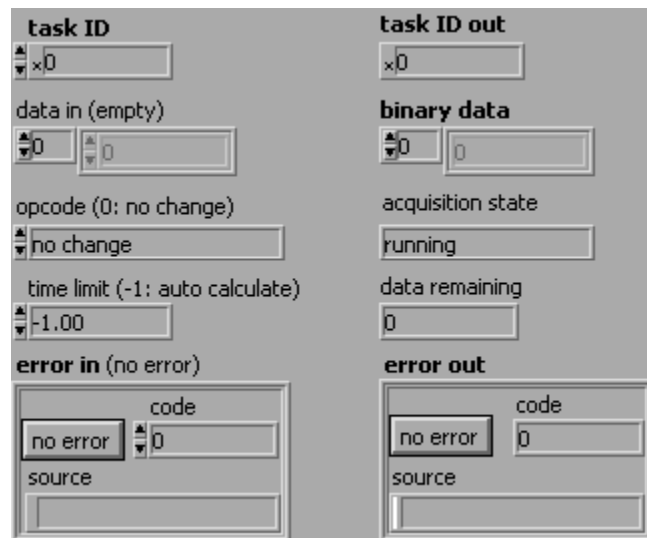 task ID
task ID out
×0
×0
data in (empty)
binary data
0
0
0
0
opcode (0: no change)
acquisition state
no change
running
time limit (-1: auto calculate)
data remaining
-1.00
0
error in (no error)
error out
code
code
no error
0
no error
0
source
source